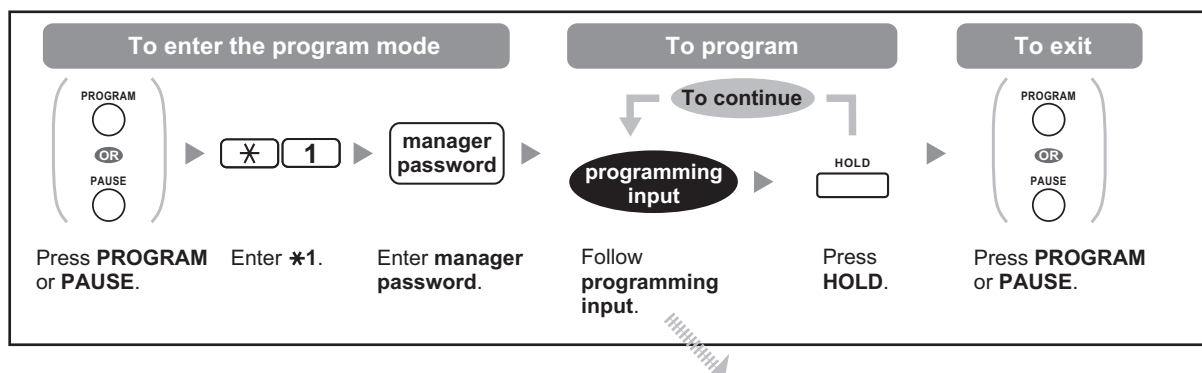 To enter the program mode
To program
To exit
PROGRAM
OR
PAUSE
✱ 1
manager
password
To continue
programming
input
HOLD
PROGRAM
OR
PAUSE
Press PROGRAM
or PAUSE.
Enter ✱1.
Enter manager
password.
Follow
programming
input.
Press
HOLD.
Press PROGRAM
or PAUSE.